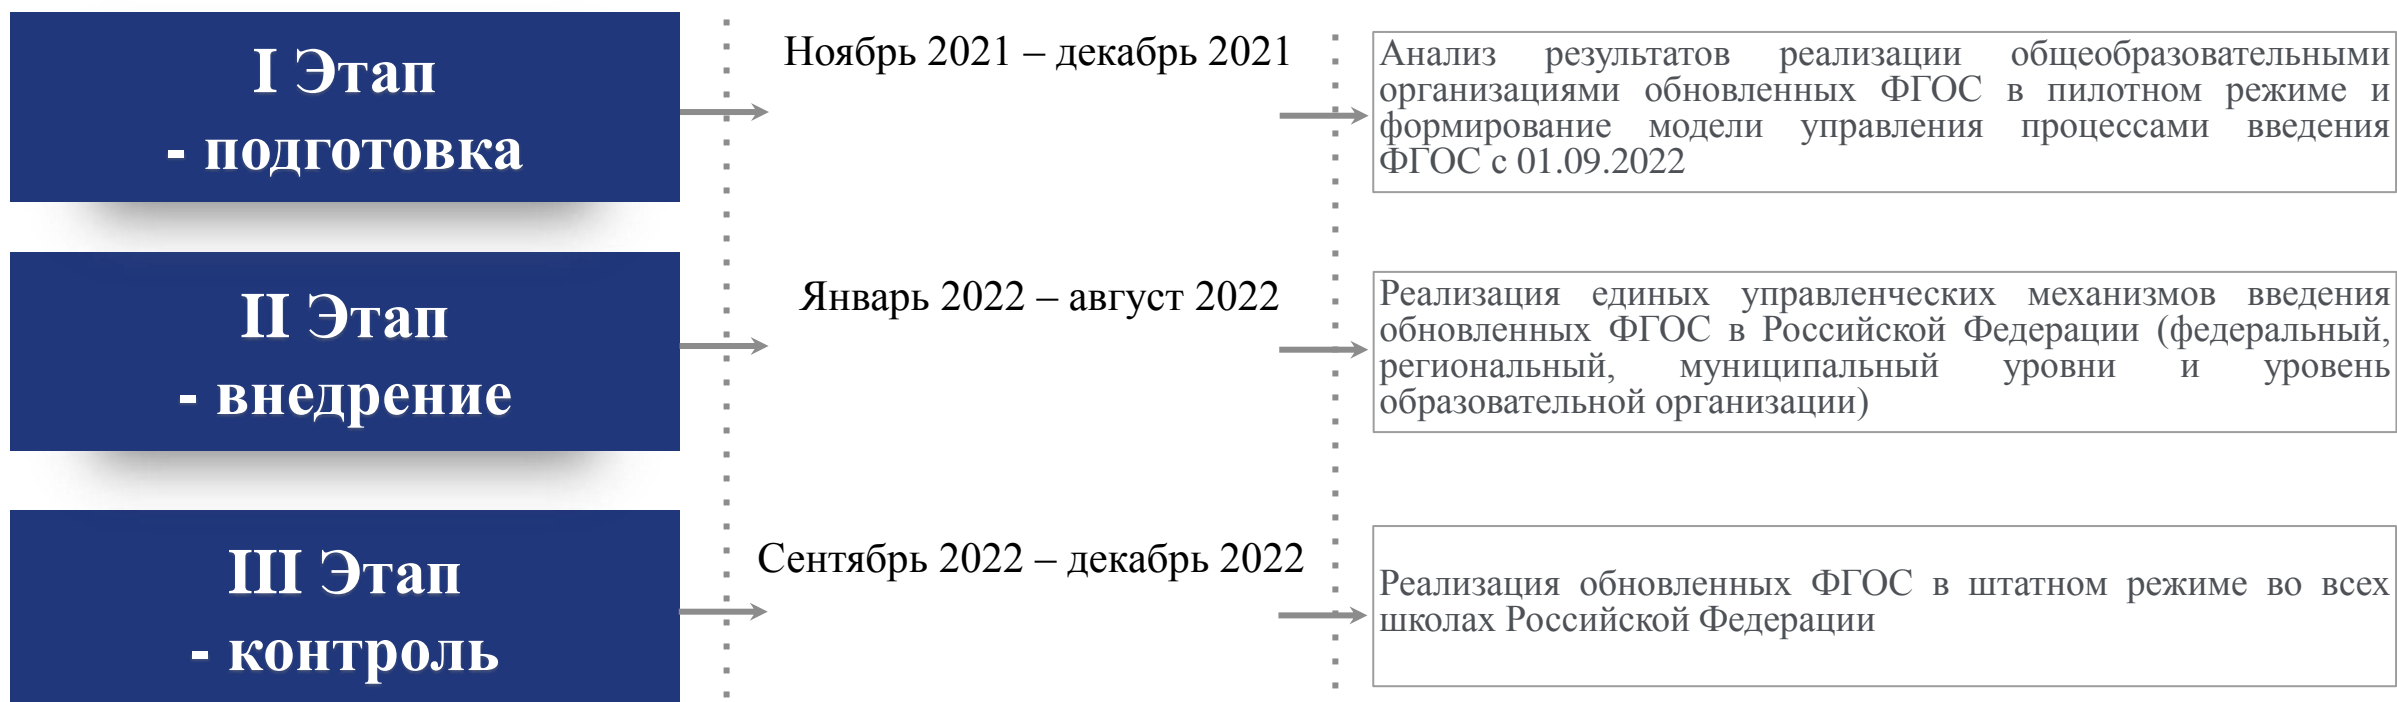 I Этап
- подготовка
Ноябрь 2021 – декабрь 2021
Анализ результатов реализации общеобразовательными
организациями обновленных ФГОС в пилотном режиме и
формирование модели управления процессами введения
ФГОС с 01.09.2022
II Этап
- внедрение
Январь 2022 – август 2022
Реализация единых управленческих механизмов введения
обновленных ФГОС в Российской Федерации (федеральный,
региональный, муниципальный уровни и уровень
образовательной организации)
III Этап
- контроль
Сентябрь 2022 – декабрь 2022
Реализация обновленных ФГОС в штатном режиме во всех
школах Российской Федерации